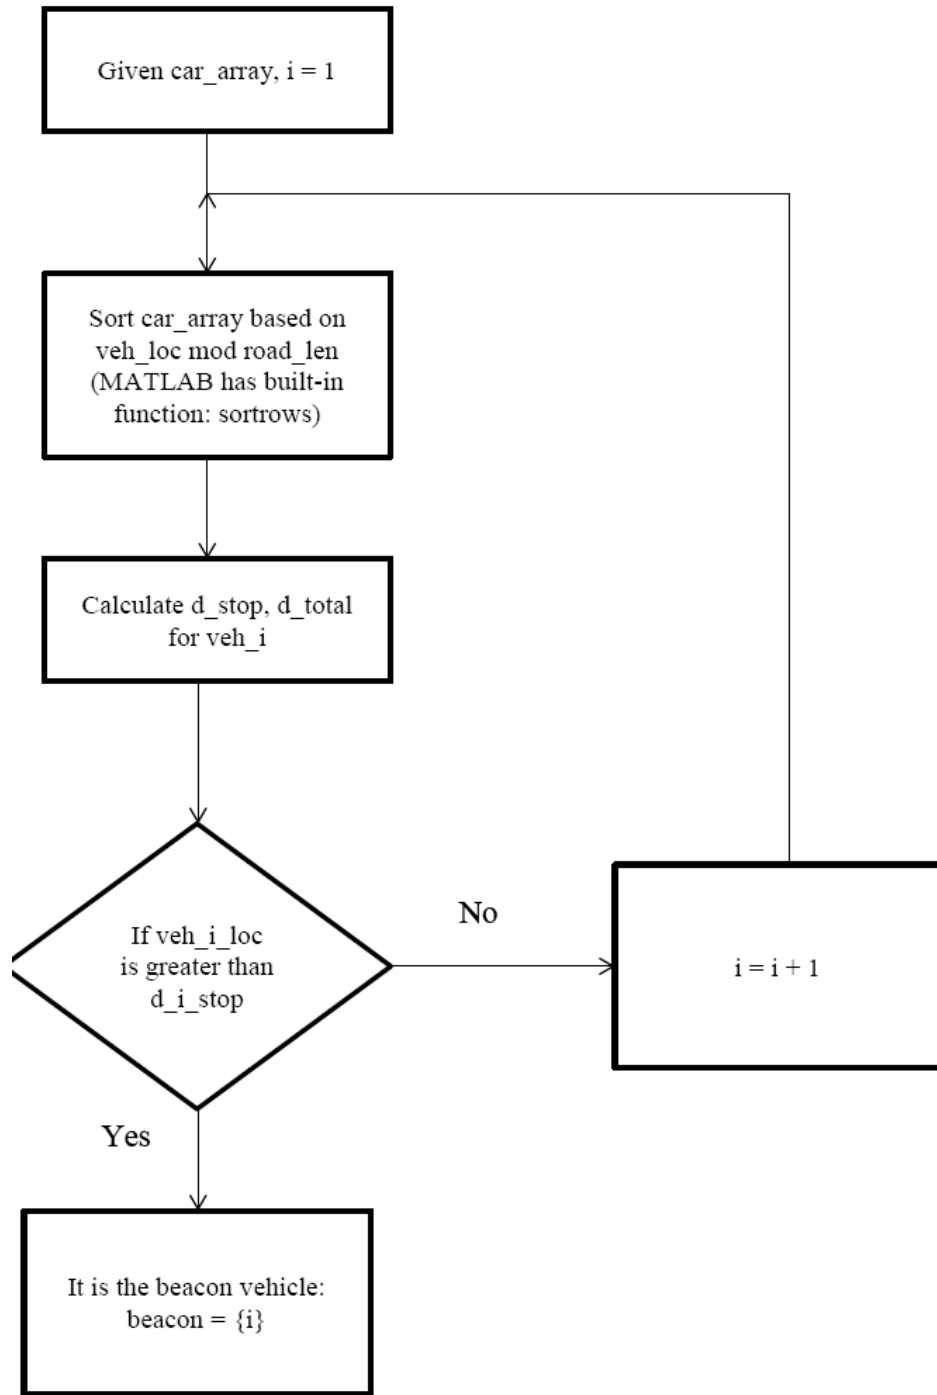 Given car_array, i = 1
Sort car_array based on
veh_loc mod road_len
(MATLAB has built-in
function: sortrows)
Calculate d_stop, d_total
for veh_i
If veh_i_loc
is greater than
d_i_stop
No
i = i + 1
Yes
It is the beacon vehicle:
beacon = {i}